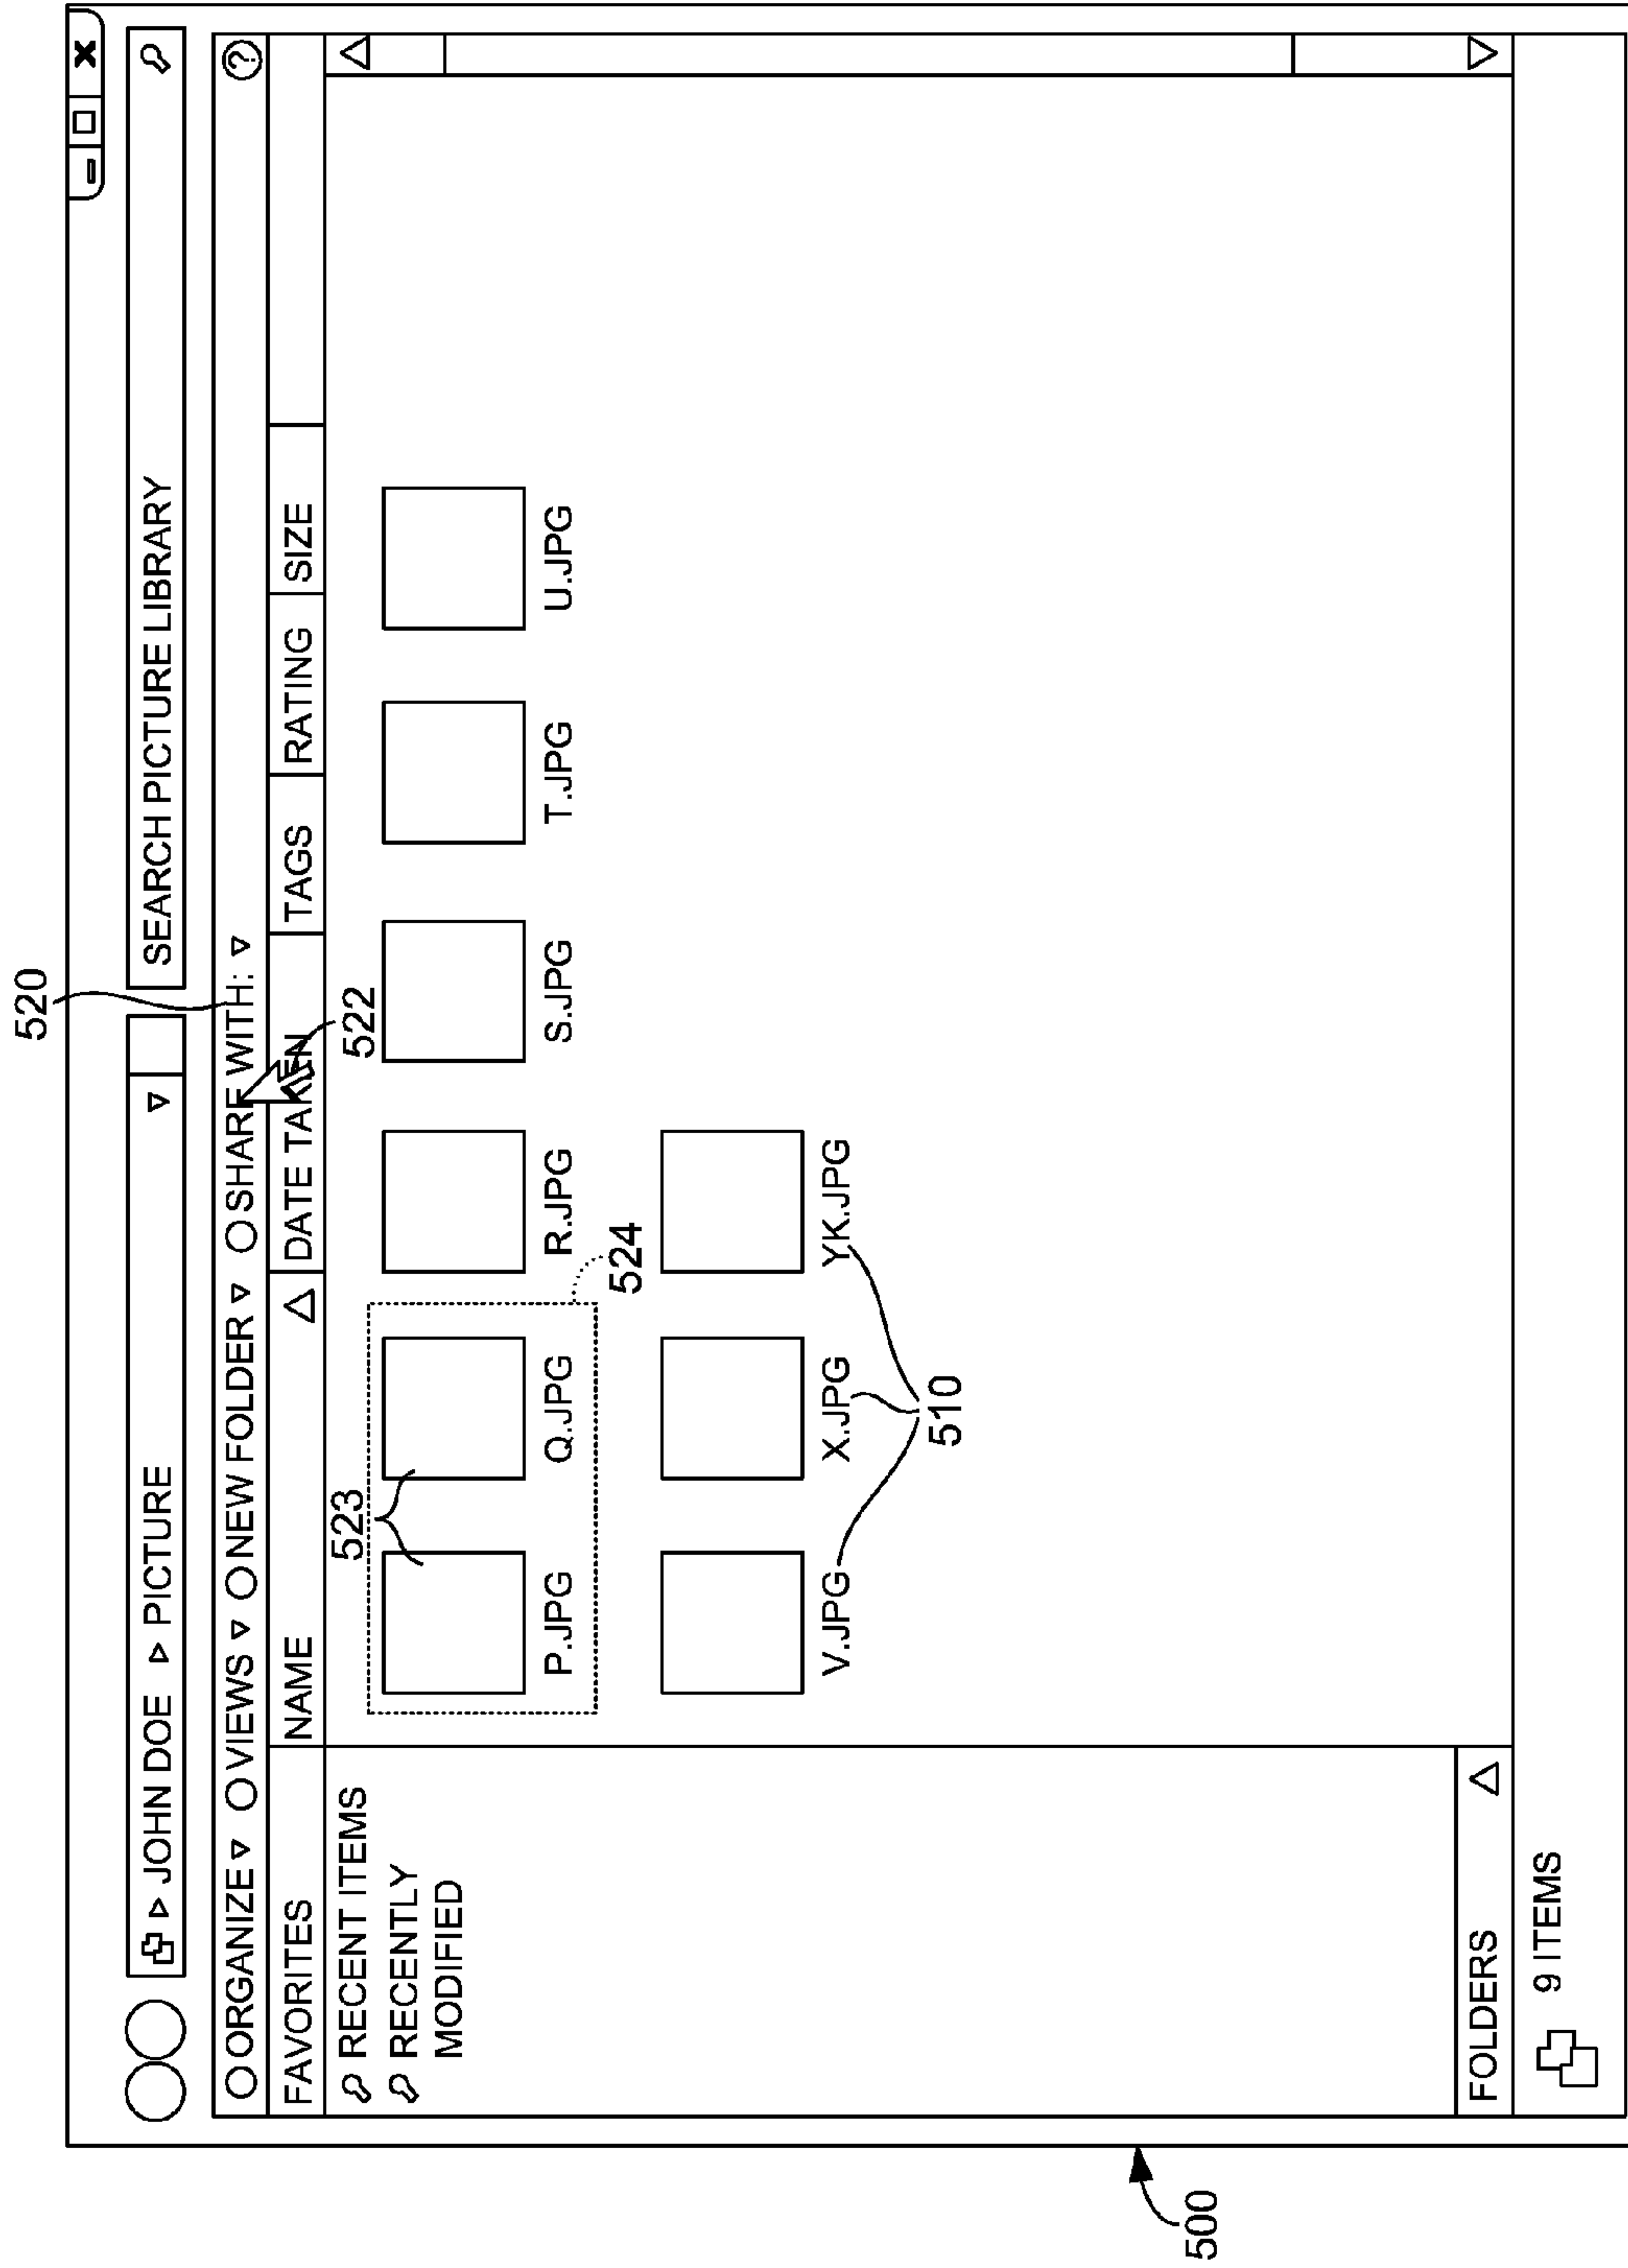 520
JOHN DOE PICTURE SEARCH PICTURE LIBRARY
ORGANIZE VIEWS NEW FOLDER SHARE WITH: ?
FAVORITES NAME DATE TAKEN TAGS RATING SIZE
522
523
RECENT ITEMS
RECENTLY
MODIFIED
P.JPG Q.JPG R.JPG S.JPG T.JPG U.JPG
524
V.JPG X.JPG YK.JPG
510
FOLDERS
9 ITEMS
500